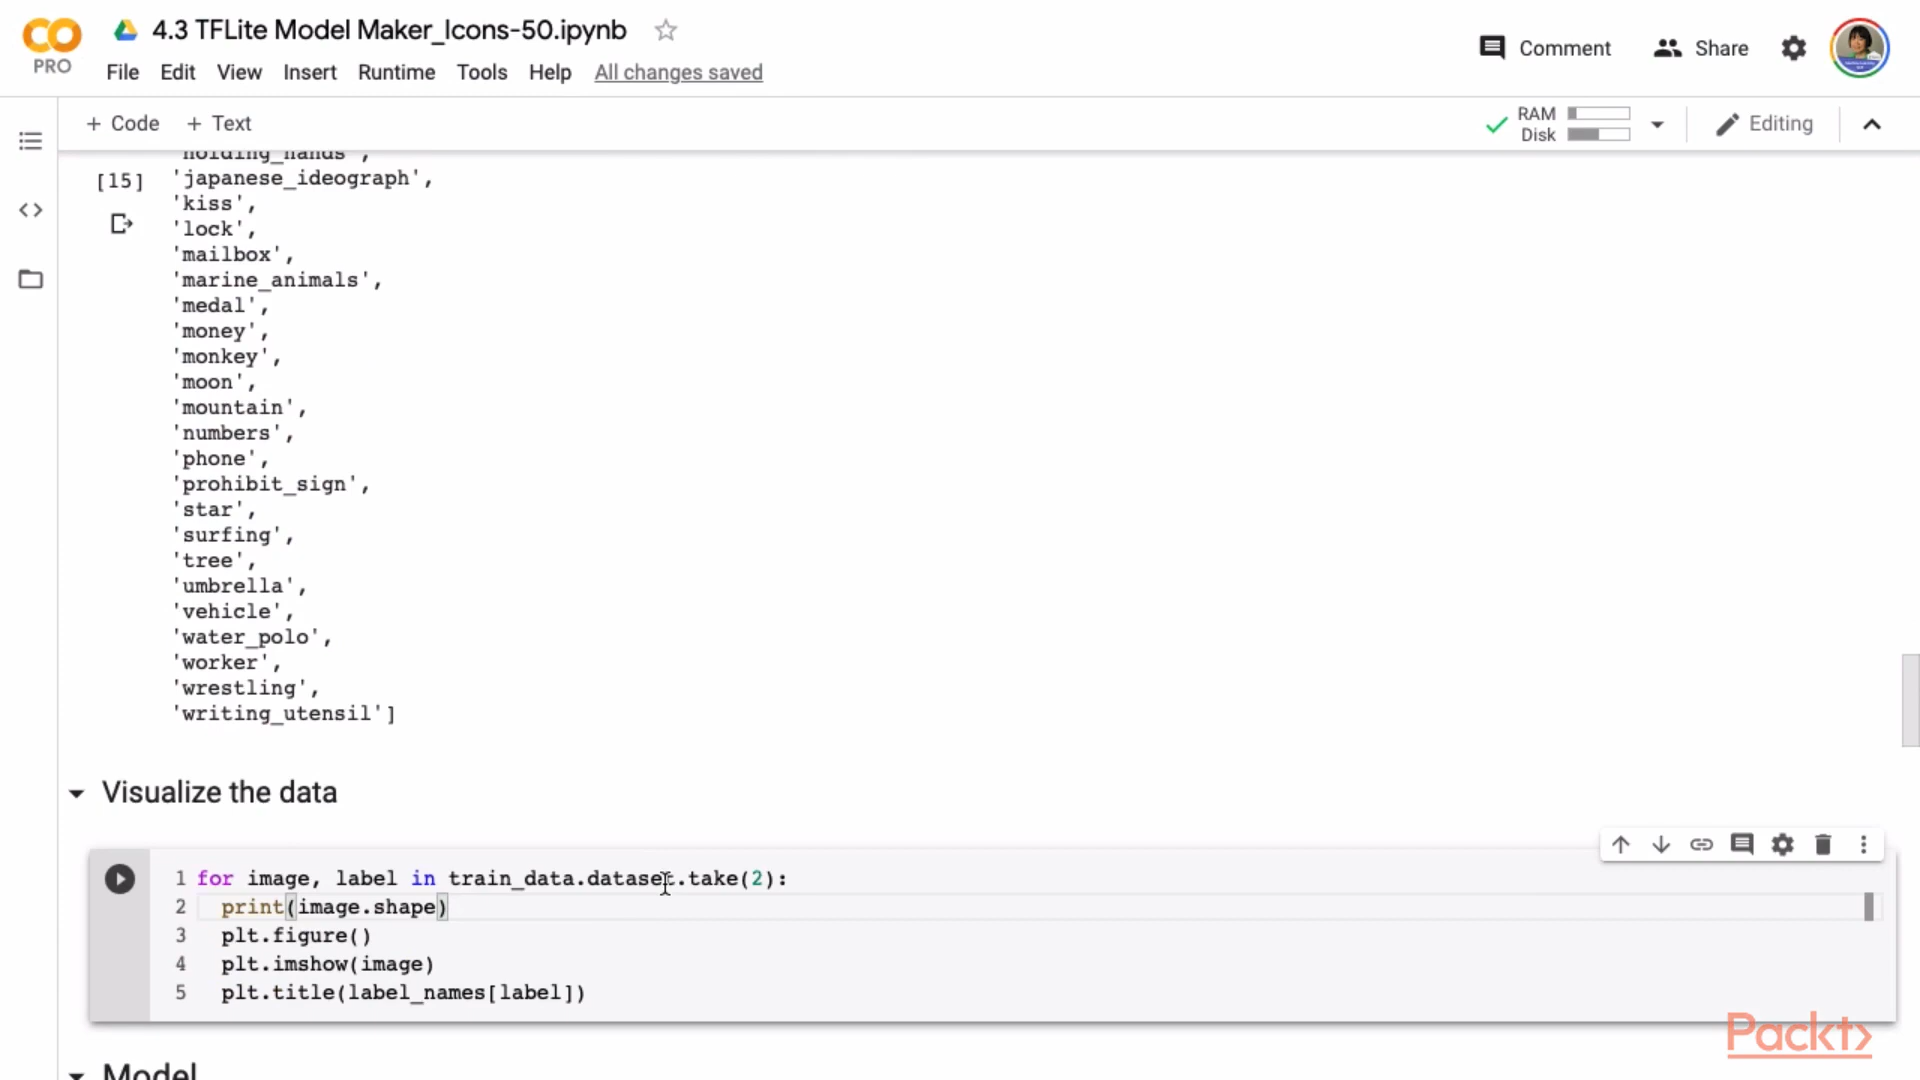 CO
PRO
4.3 TFLite Model Maker_Icons-50.ipynb
File Edit View Insert Runtime Tools Help All changes saved
Comment
Share
+ Code + Text
RAM
Disk
Editing
'holding_hands',
[15]
'japanese_ideograph',
'kiss',
'lock',
'mailbox',
'marine_animals',
'medal',
'money',
'monkey',
'moon',
'mountain',
'numbers',
'phone',
'prohibit_sign',
'star',
'surfing',
'tree',
'umbrella',
'vehicle',
'water_polo',
'worker',
'wrestling',
'writing_utensil']
Visualize the data
1 for image, label in train_data.dataset.take(2):
2 print(image.shape)
3 plt.figure()
4 plt.imshow(image)
5 plt.title(label_names[label])
Packt>
Model